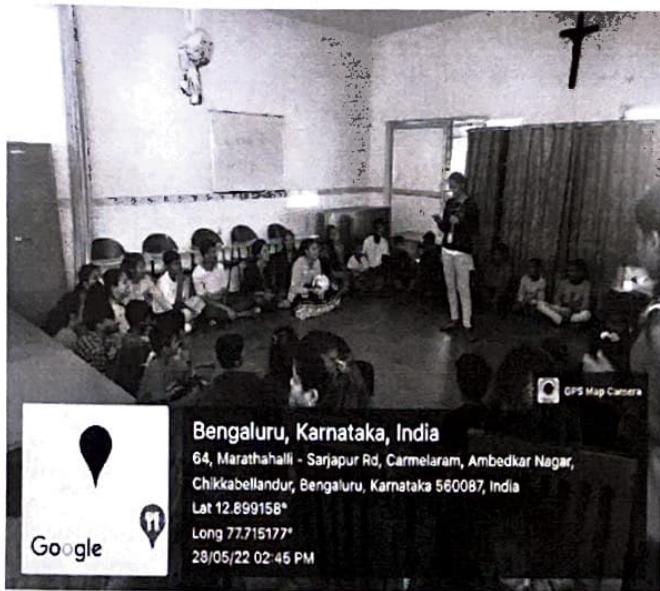 GPS Map Camera
Bengaluru, Karnataka, India
64, Marathahalli - Sarjapur Rd, Carmelaram, Ambedkar Nagar,
Chikkabellandur, Bengaluru, Karnataka 560087, India
Lat 12.899158°
Long 77.715177°
28/05/22 02:45 PM
Google